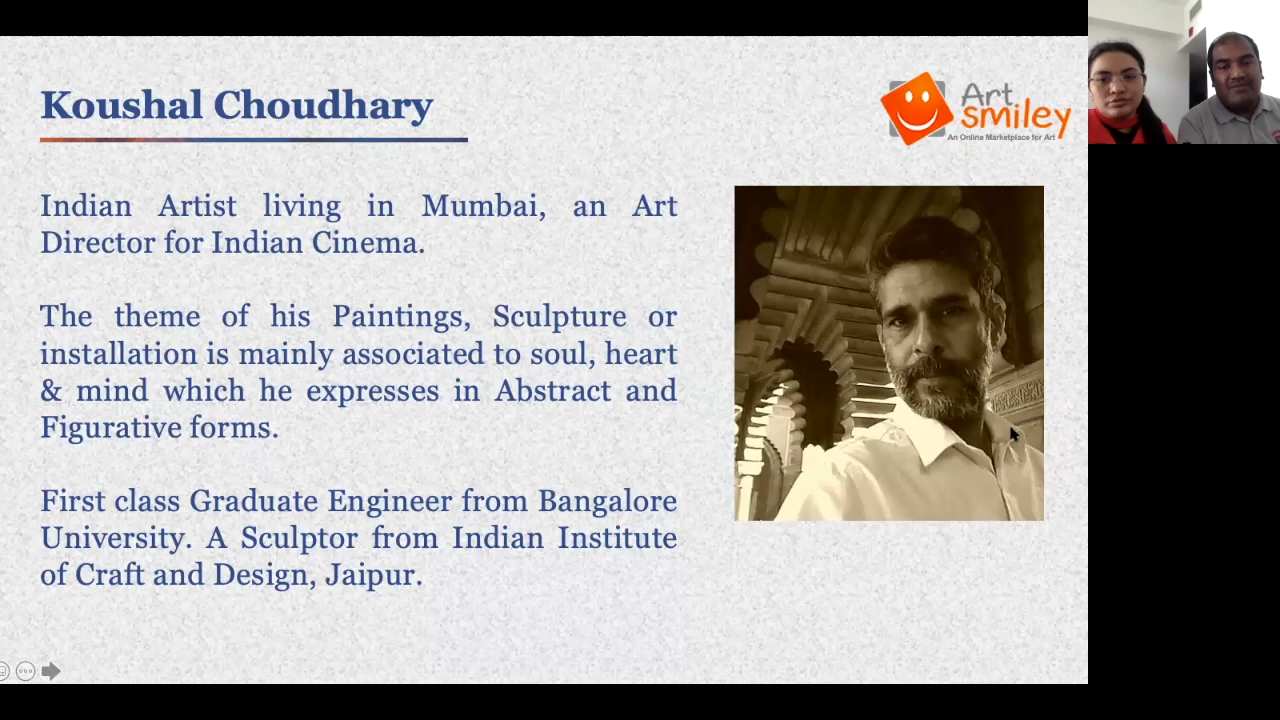 Koushal Choudhary
Art
smiley
An Online Marketplace for Art
Indian Artist living in Mumbai, an Art
Director for Indian Cinema.
The theme of his Paintings, Sculpture or
installation is mainly associated to soul, heart
& mind which he expresses in Abstract and
Figurative forms.
First class Graduate Engineer from Bangalore
University. A Sculptor from Indian Institute
of Craft and Design, Jaipur.